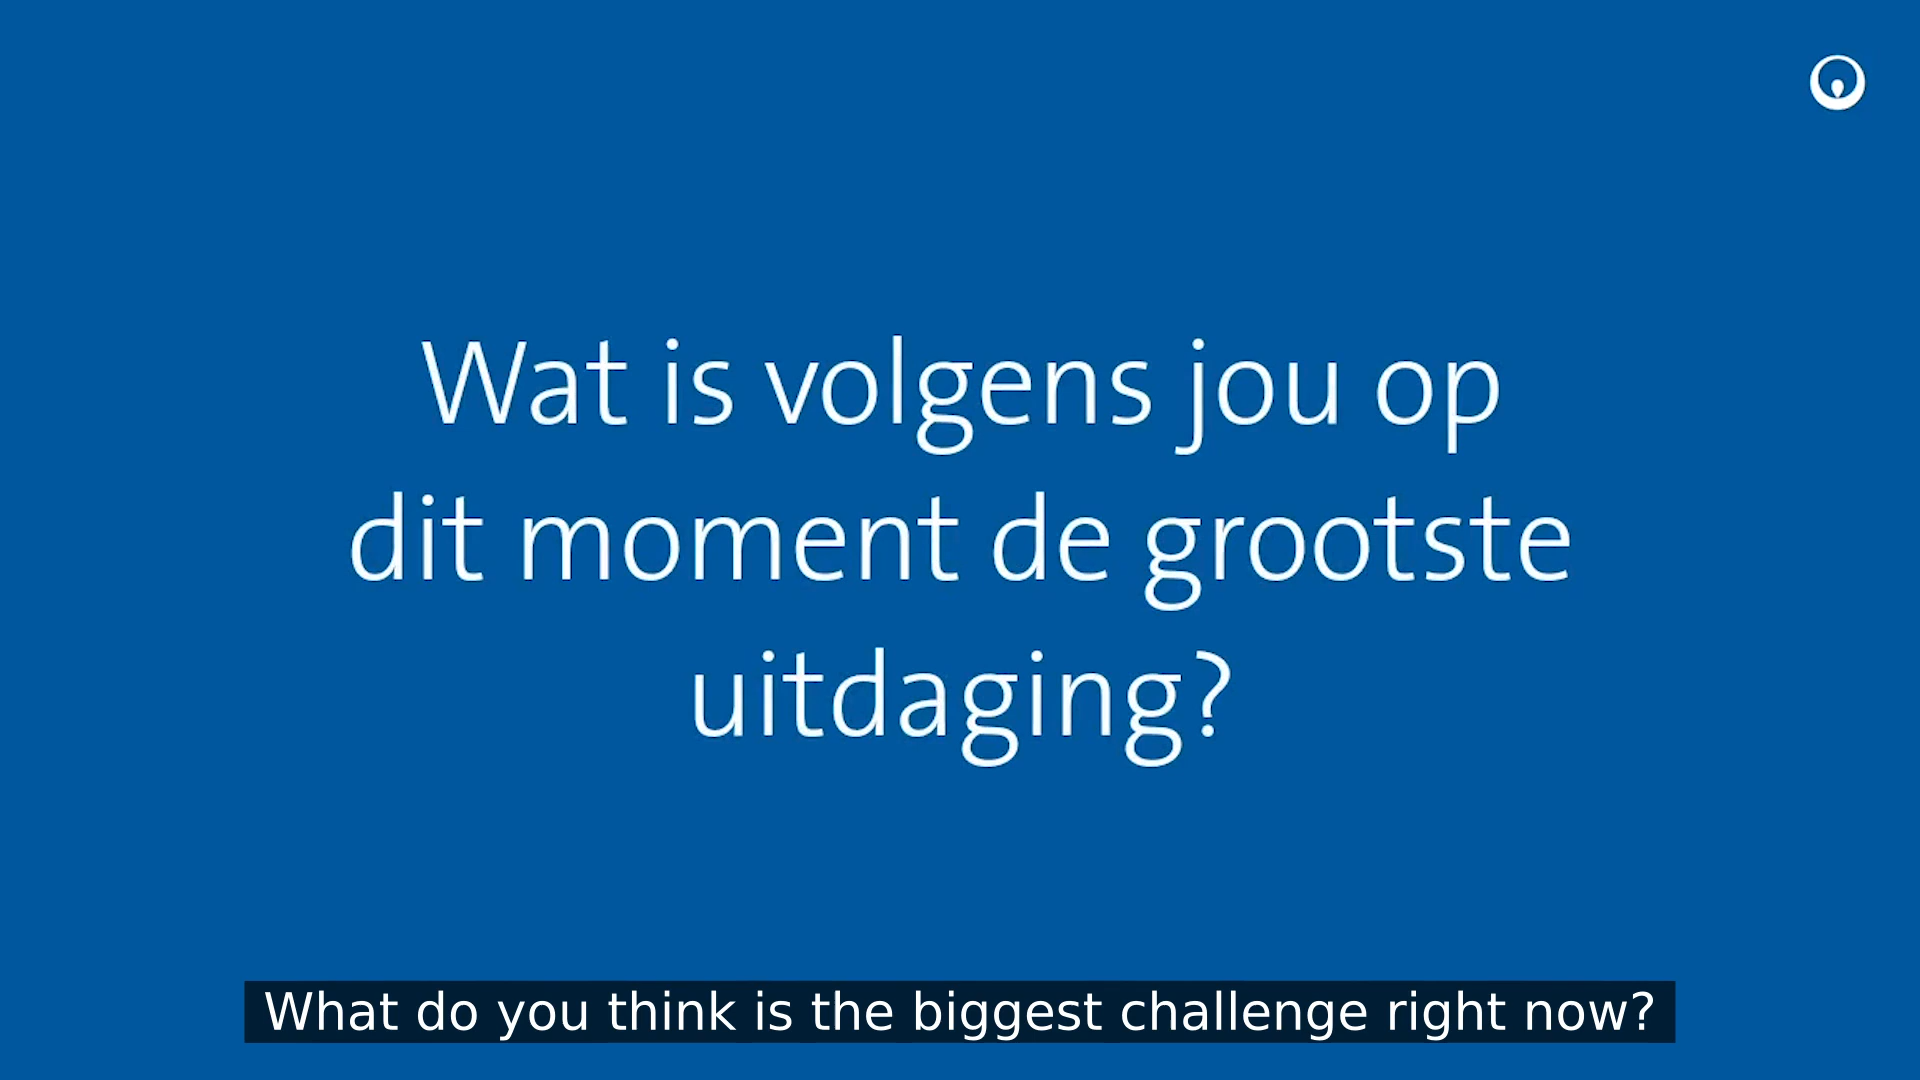 Wat is volgens jou op
dit moment de grootste
uitdaging?
What do you think is the biggest challenge right now?